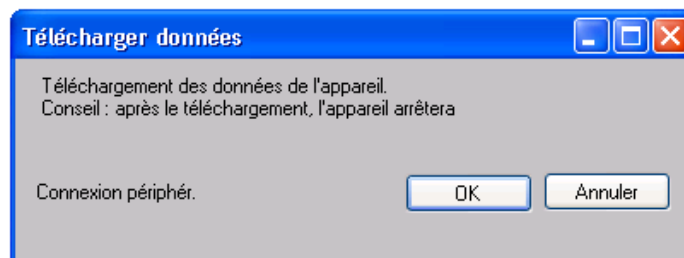 Télécharger données
Téléchargement des données de l'appareil.
Conseil : après le téléchargement, l'appareil arrêtera
Connexion périphér.
OK
Annuler